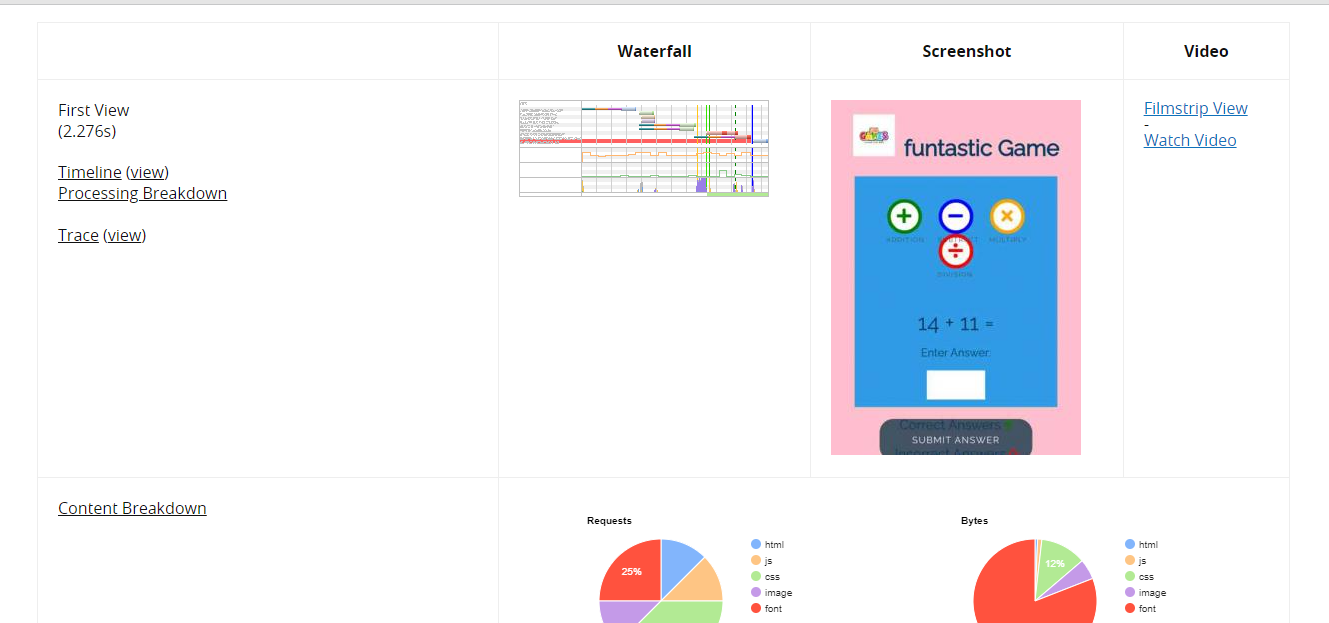 Waterfall
Screenshot
Video
First View
(2.276s)
Timeline (view)
Processing Breakdown
Trace (view)
GAMES
funtastic Game
ADDITION
SUBTRACT
MULTIPLY
DIVISION
14 + 11 =
Enter Answer:
Correct Answers
SUBMIT ANSWER
Incorrect Answers
Filmstrip View
-
Watch Video
Content Breakdown
Requests
25%
html
js
css
image
font
Bytes
12%
html
js
css
image
font